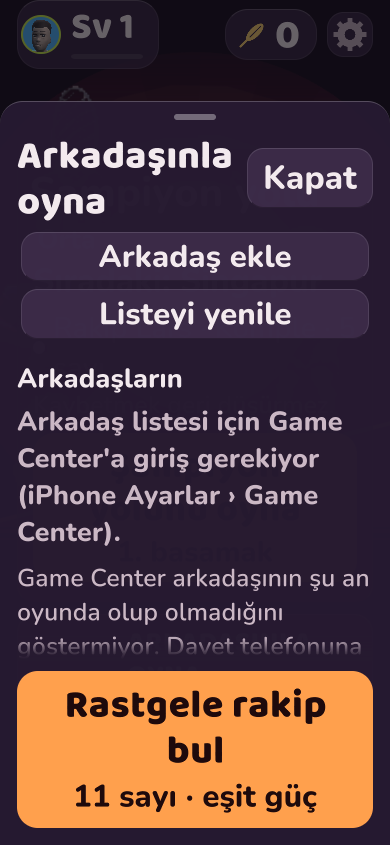 Sv 1
0
Arkadaşınla
oyna
Kapat
Arkadaş ekle
Listeyi yenile
Arkadaşların
Arkadaş listesi için Game
Center'a giriş gerekiyor
(iPhone Ayarlar › Game
Center).
Game Center arkadaşının şu an
oyunda olup olmadığını
göstermiyor. Davet telefonuna
Rastgele rakip
bul
11 sayı · eşit güç